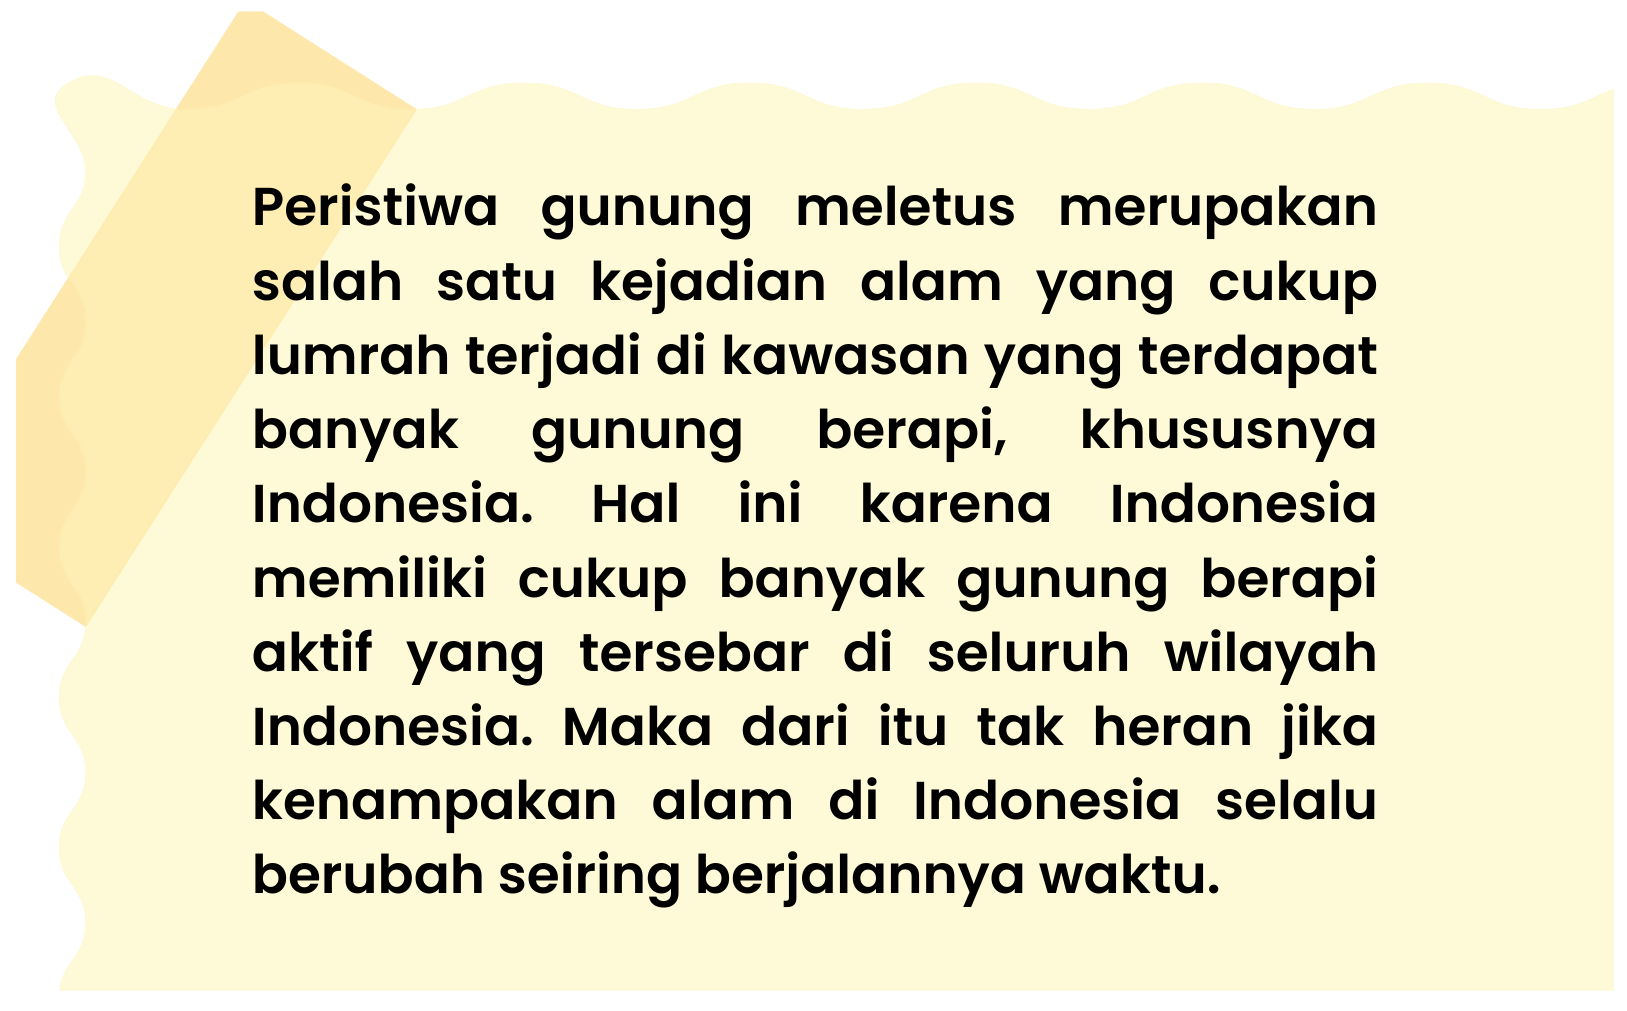 Peristiwa gunung meletus merupakan
salah satu kejadian alam yang cukup
lumrah terjadi di kawasan yang terdapat
banyak gunung berapi, khususnya
Indonesia. Hal ini karena Indonesia
memiliki cukup banyak gunung berapi
aktif yang tersebar di seluruh wilayah
Indonesia. Maka dari itu tak heran jika
kenampakan alam di Indonesia selalu
berubah seiring berjalannya waktu.